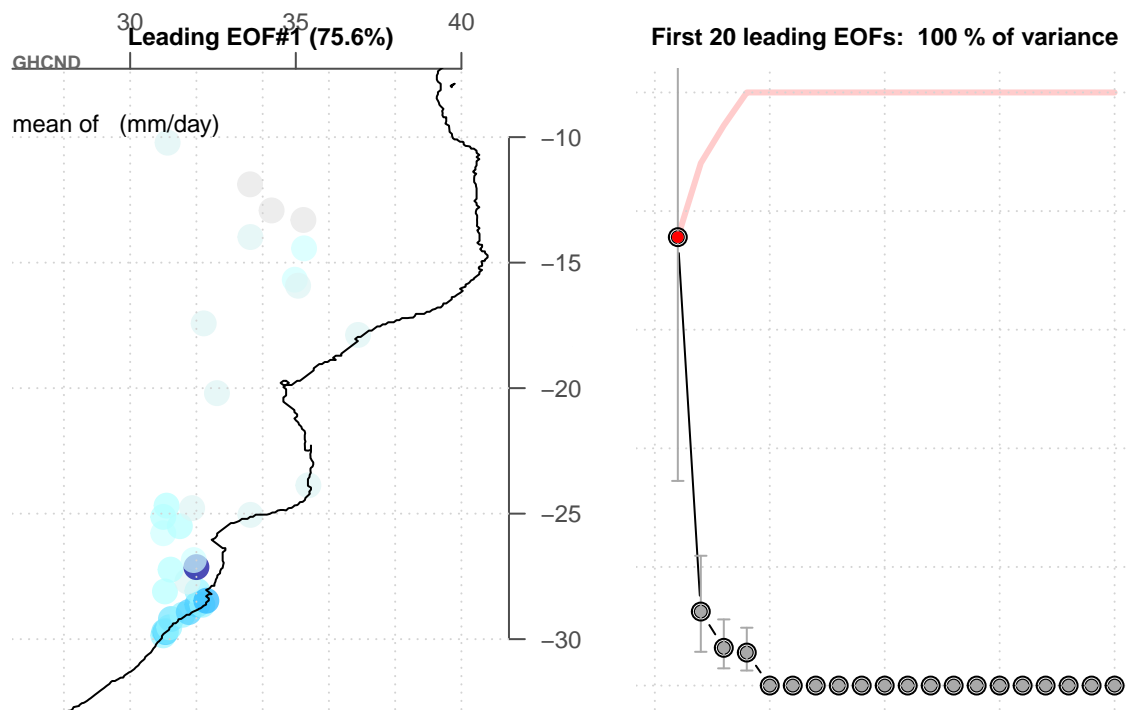 30 35 40
Leading EOF#1 (75.6%)
GHCND
mean of (mm/day)
−10
−15
−20
−25
−30
First 20 leading EOFs: 100 % of variance